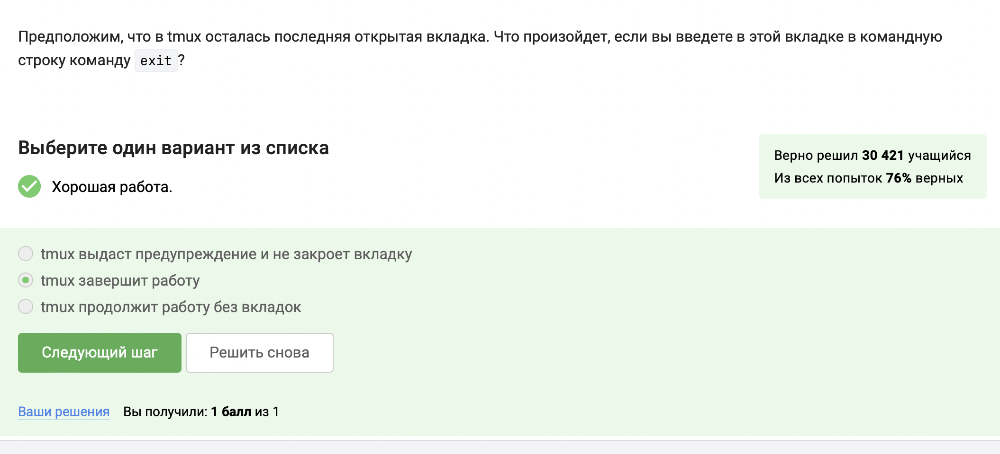 Предположим, что в tmux осталась последняя открытая вкладка. Что произойдет, если вы введете в этой вкладке в командную
строку команду exit?
Выберите один вариант из списка
Хорошая работа.
Верно решил 30 421 учащийся
Из всех попыток 76% верных
tmux выдаст предупреждение и не закроет вкладку
tmux завершит работу
tmux продолжит работу без вкладок
Следующий шаг
Решить снова
Ваши решения
Вы получили: 1 балл из 1